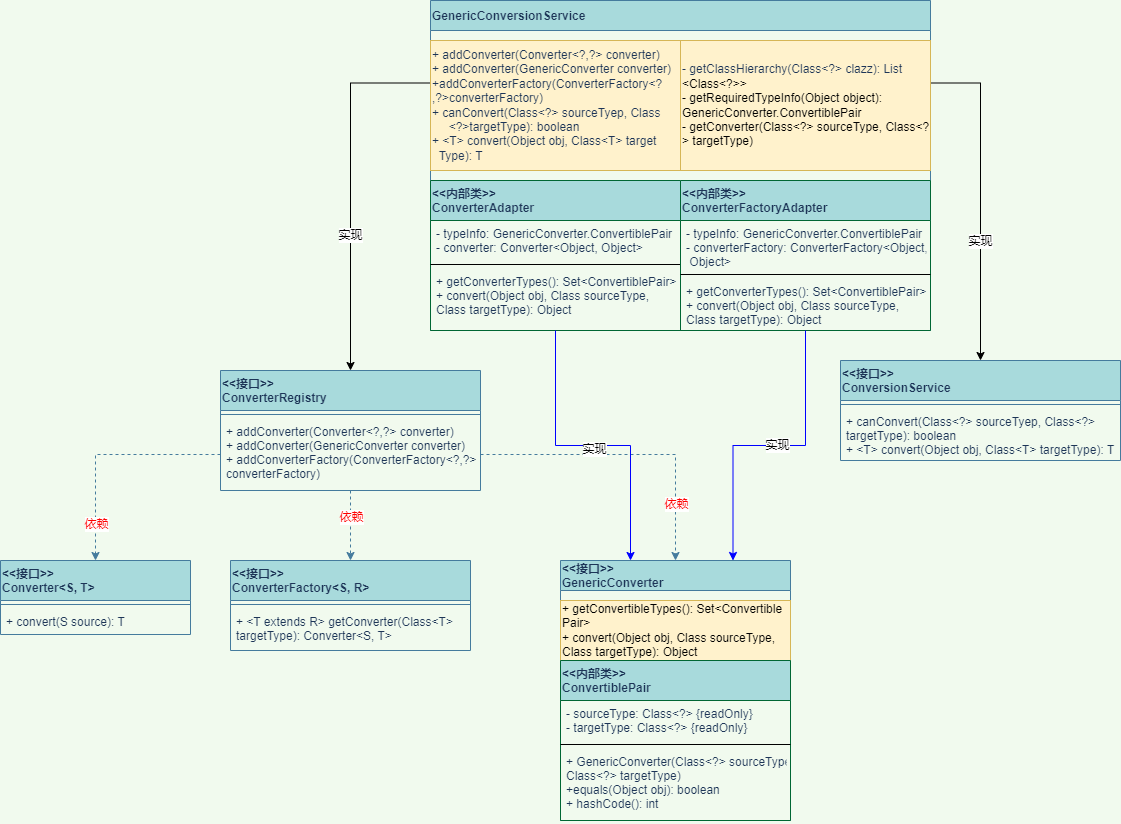 GenericConversionService
+ addConverter(Converter<?,?> converter)
+ addConverter(GenericConverter converter)
+addConverterFactory(ConverterFactory<?
,?>converterFactory)
+ canConvert(Class<?> sourceTyep, Class
<?>targetType): boolean
+ <T> convert(Object obj, Class<T> target
Type): T
- getClassHierarchy(Class<?> clazz): List
<Class<?>>
- getRequiredTypeInfo(Object object):
GenericConverter.ConvertiblePair
- getConverter(Class<?> sourceType, Class<?
> targetType)
<<内部类>>
ConverterAdapter
- typeInfo: GenericConverter.ConvertiblePair
- converter: Converter<Object, Object>
+ getConverterTypes(): Set<ConvertiblePair>
+ convert(Object obj, Class sourceType,
Class targetType): Object
<<内部类>>
ConverterFactoryAdapter
- typeInfo: GenericConverter.ConvertiblePair
- converterFactory: ConverterFactory<Object,
Object>
+ getConverterTypes(): Set<ConvertiblePair>
+ convert(Object obj, Class sourceType,
Class targetType): Object
实现
实现
<<接口>>
ConverterRegistry
+ addConverter(Converter<?,?> converter)
+ addConverter(GenericConverter converter)
+ addConverterFactory(ConverterFactory<?,?>
converterFactory)
<<接口>>
ConversionService
+ canConvert(Class<?> sourceTyep, Class<?>
targetType): boolean
+ <T> convert(Object obj, Class<T> targetType): T
实现
实现
依赖
依赖
依赖
<<接口>>
Converter<S, T>
+ convert(S source): T
<<接口>>
ConverterFactory<S, R>
+ <T extends R> getConverter(Class<T>
targetType): Converter<S, T>
<<接口>>
GenericConverter
+ getConvertibleTypes(): Set<Convertible
Pair>
+ convert(Object obj, Class sourceType,
Class targetType): Object
<<内部类>>
ConvertiblePair
- sourceType: Class<?> {readOnly}
- targetType: Class<?> {readOnly}
+ GenericConverter(Class<?> sourceType
Class<?> targetType)
+equals(Object obj): boolean
+ hashCode(): int